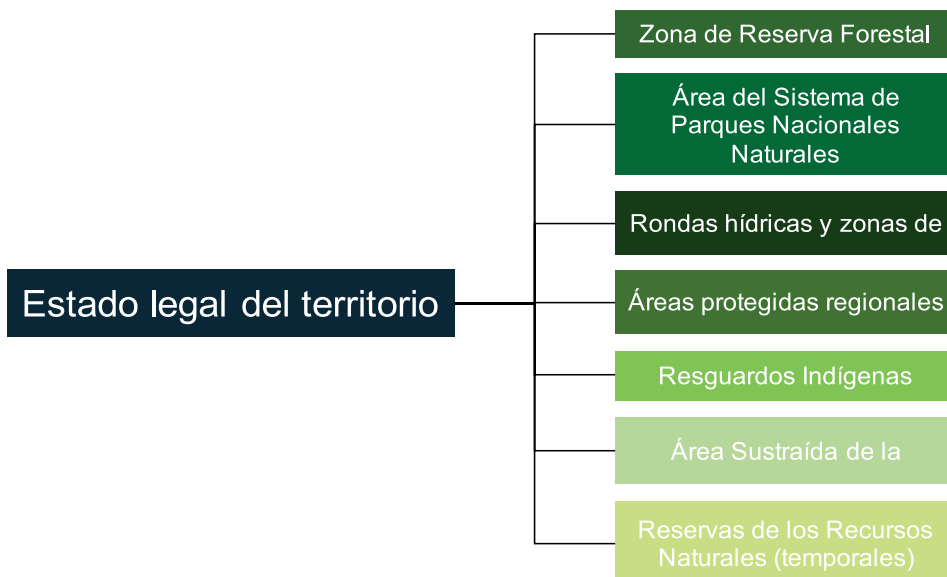 Zona de Reserva Forestal
Área del Sistema de
Parques Nacionales
Naturales
Rondas hídricas y zonas de
Estado legal del territorio
Áreas protegidas regionales
Resguardos Indígenas
Área Sustraída de la
Reservas de los Recursos
Naturales (temporales)